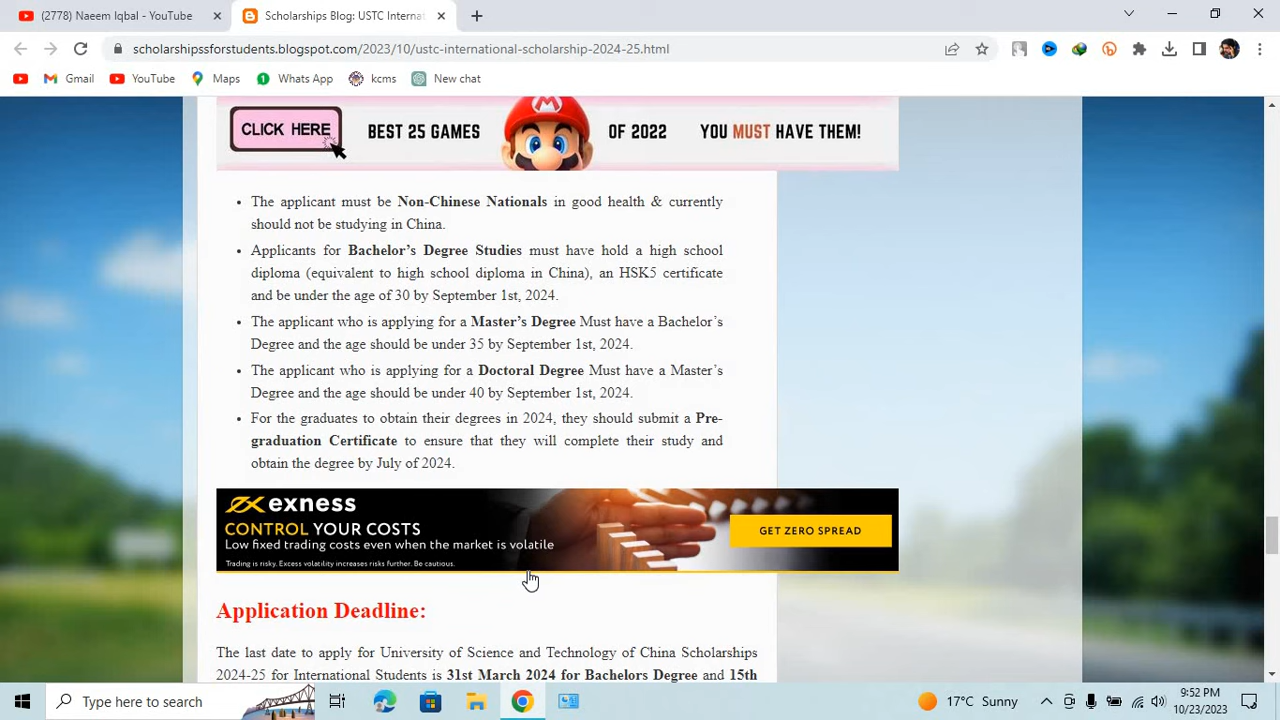 (2778) Naeem Iqbal - YouTube
Scholarships Blog: USTC Interna
scholarshipssforstudents.blogspot.com/2023/10/ustc-international-scholarship-2024-25.html
Gmail
YouTube
Maps
Whats App
kcms
New chat
CLICK HERE
BEST 25 GAMES
OF 2022
YOU MUST HAVE THEM!
• The applicant must be Non-Chinese Nationals in good health & currently
should not be studying in China.
• Applicants for Bachelor's Degree Studies must have hold a high school
diploma (equivalent to high school diploma in China), an HSK5 certificate
and be under the age of 30 by September 1st, 2024.
• The applicant who is applying for a Master's Degree Must have a Bachelor's
Degree and the age should be under 35 by September 1st, 2024.
• The applicant who is applying for a Doctoral Degree Must have a Master's
Degree and the age should be under 40 by September 1st, 2024.
• For the graduates to obtain their degrees in 2024, they should submit a Pre-
graduation Certificate to ensure that they will complete their study and
obtain the degree by July of 2024.
exness
CONTROL YOUR COSTS
Low fixed trading costs even when the market is volatile
Trading is risky. Excess volatility increases risks further. Be cautious.
GET ZERO SPREAD
Application Deadline:
The last date to apply for University of Science and Technology of China Scholarships
2024-25 for International Students is 31st March 2024 for Bachelors Degree and 15th
Type here to search
17°C Sunny
9:52 PM
10/23/2023